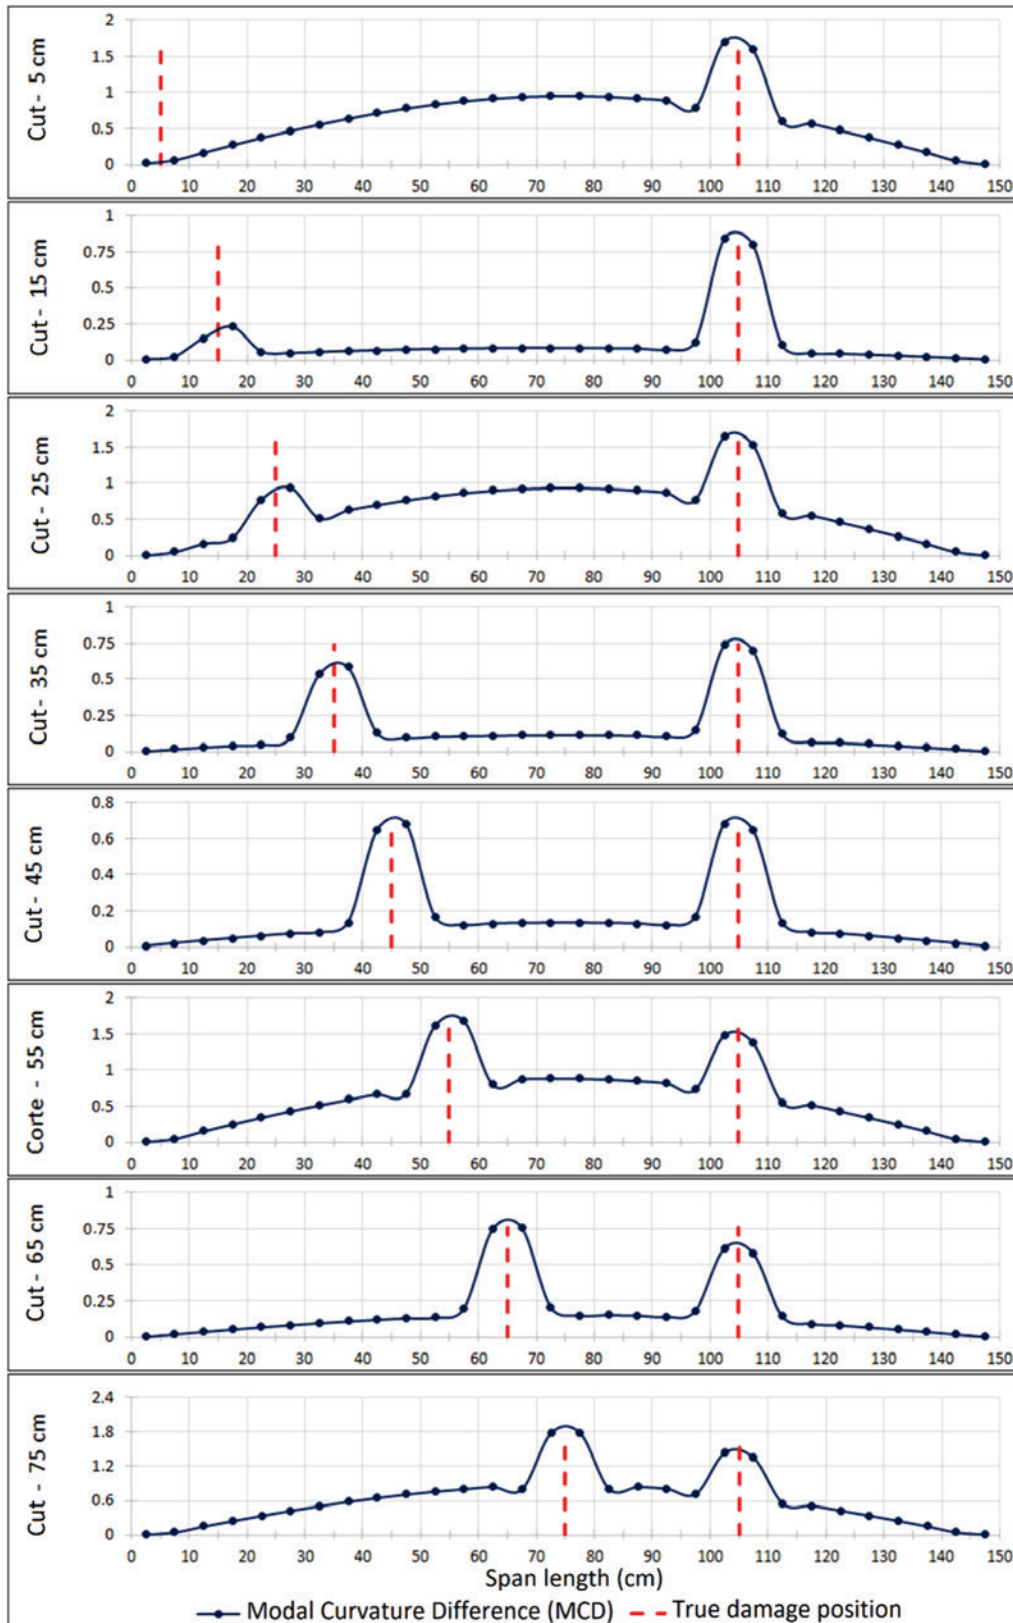 Cut- 5 cm
2
1.5
1
0.5
0
0 10 20 30 40 50 60 70 80 90 100 110 120 130 140 150
Cut- 15 cm
1
0.75
0.5
0.25
0
0 10 20 30 40 50 60 70 80 90 100 110 120 130 140 150
Cut- 25 cm
2
1.5
1
0.5
0
0 10 20 30 40 50 60 70 80 90 100 110 120 130 140 150
Cut- 35 cm
1
0.75
0.5
0.25
0
0 10 20 30 40 50 60 70 80 90 100 110 120 130 140 150
Cut- 45 cm
0.8
0.6
0.4
0.2
0
0 10 20 30 40 50 60 70 80 90 100 110 120 130 140 150
Corte - 55 cm
2
1.5
1
0.5
0
0 10 20 30 40 50 60 70 80 90 100 110 120 130 140 150
Cut- 65 cm
1
0.75
0.5
0.25
0
0 10 20 30 40 50 60 70 80 90 100 110 120 130 140 150
Cut - 75 cm
2.4
1.8
1.2
0.6
0
0 10 20 30 40 50 60 70 80 90 100 110 120 130 140 150
Span length (cm)
Modal Curvature Difference (MCD) True damage position